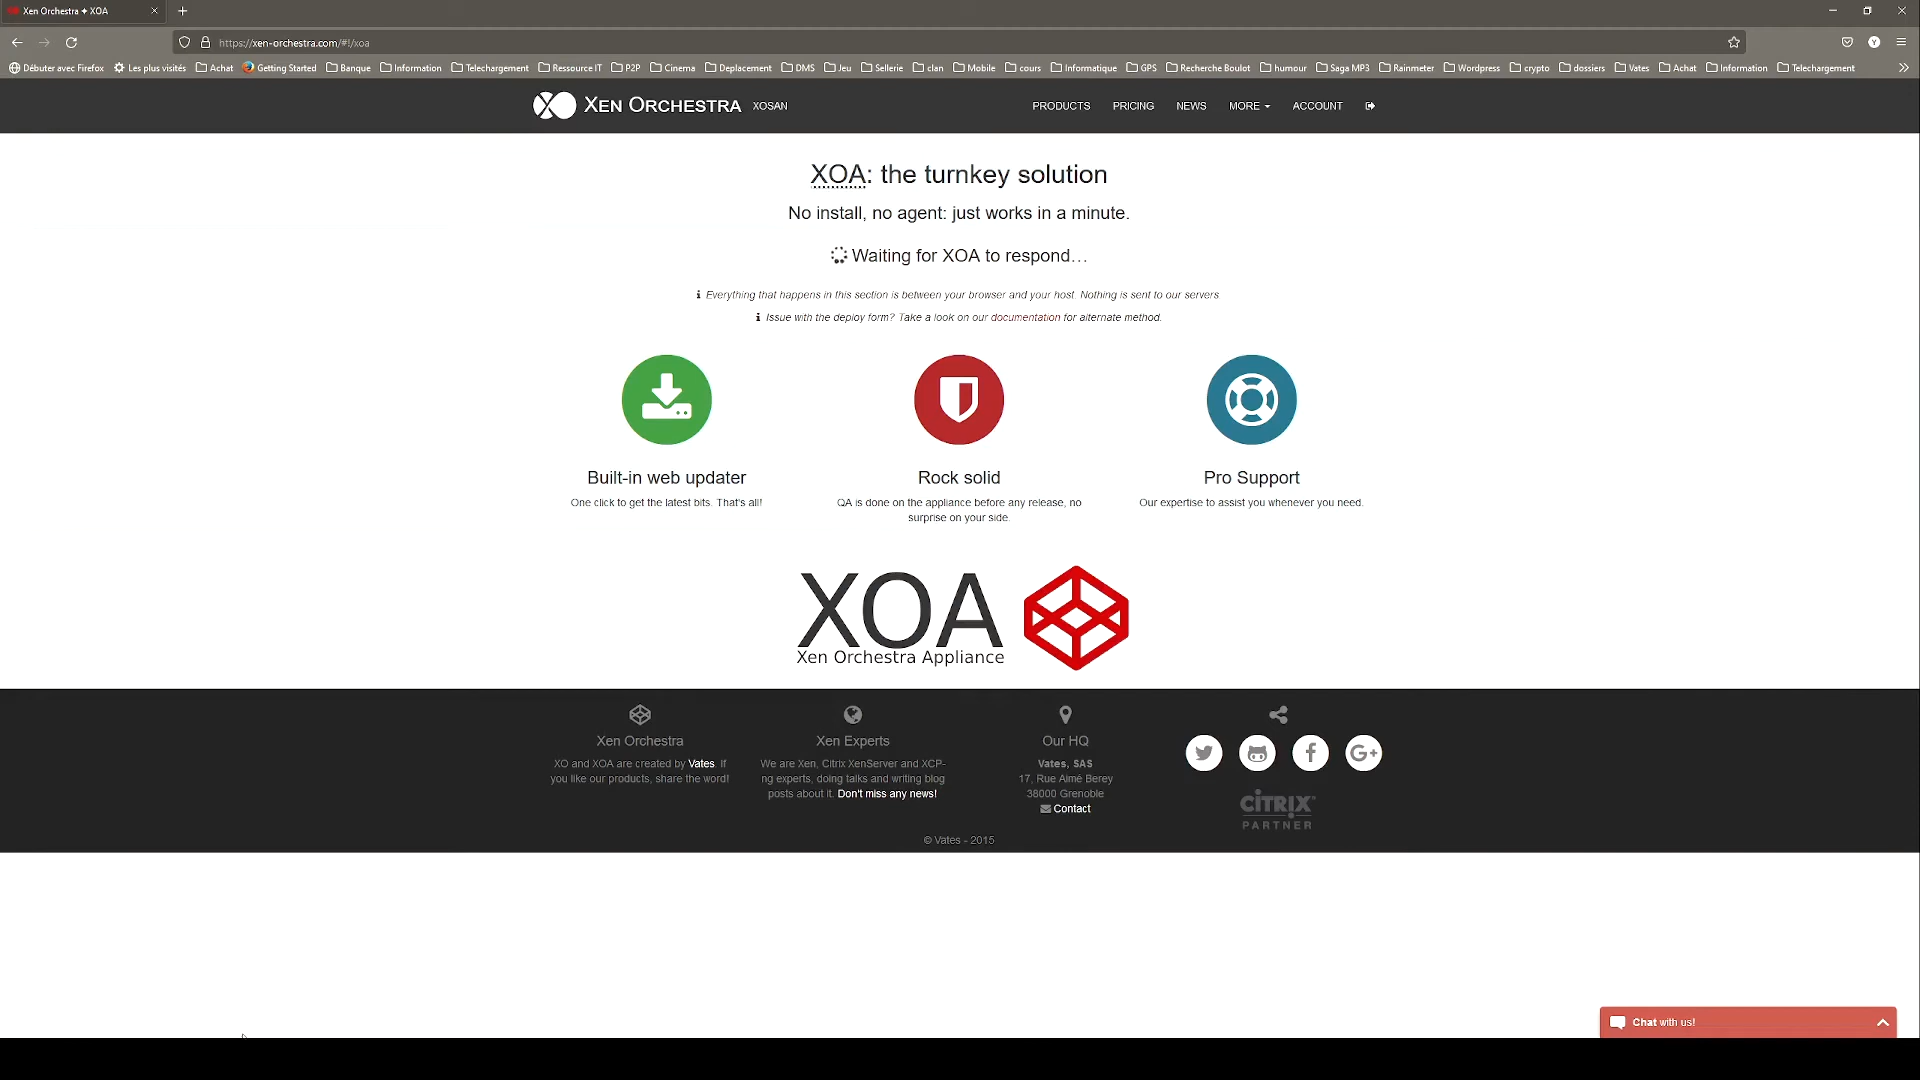 Xen Orchestra ✦ XOA
https://xen-orchestra.com/#!/xoa
Débuter avec Firefox Les plus visités Achat Getting Started Banque Information Telechargement Ressource IT P2P Cinema Deplacement DMS Jeu Sellerie clan Mobile cours Informatique GPS Recherche Boulot humour Saga MP3 Rainmeter Wordpress crypto dossiers Vates Achat Information Telechargement
XEN ORCHESTRA XOSAN PRODUCTS PRICING NEWS MORE ACCOUNT
XOA: the turnkey solution
No install, no agent: just works in a minute.
Waiting for XOA to respond…
Everything that happens in this section is between your browser and your host. Nothing is sent to our servers
Issue with the deploy form? Take a look on our documentation for alternate method.
Built-in web updater
One click to get the latest bits. That's all!
Rock solid
QA is done on the appliance before any release, no
surprise on your side.
Pro Support
Our expertise to assist you whenever you need.
XOA
Xen Orchestra Appliance
Xen Orchestra
XO and XOA are created by Vates. If
you like our products, share the word!
Xen Experts
We are Xen, Citrix XenServer and XCP-
ng experts, doing talks and writing blog
posts about it. Don't miss any news!
Our HQ
Vates, SAS
17, Rue Aimé Berey
38000 Grenoble
Contact
G+
CITRIX
PARTNER
© Vates - 2015
Chat with us!